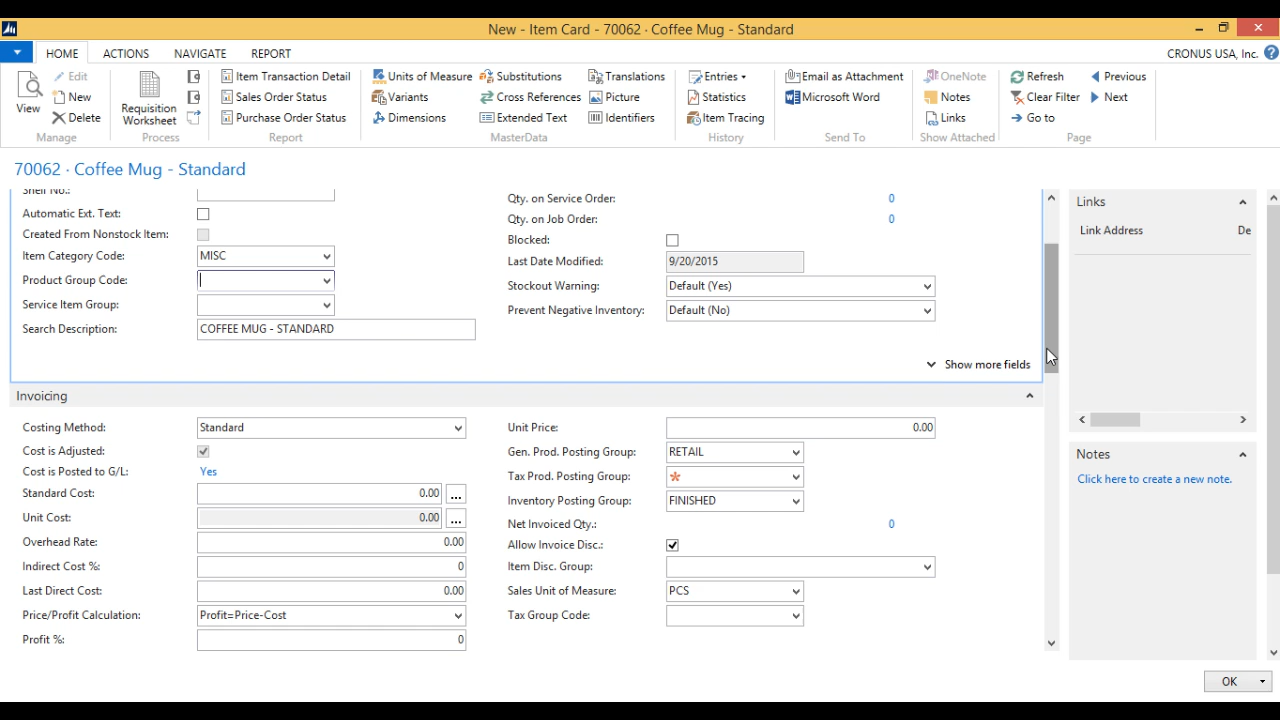 New - Item Card - 70062 · Coffee Mug - Standard
HOME ACTIONS NAVIGATE REPORT CRONUS USA, Inc.
View Edit New Delete Manage
Requisition Worksheet Process
Item Transaction Detail Sales Order Status Purchase Order Status Report
Units of Measure Substitutions Translations
Variants Cross References Picture
Dimensions Extended Text Identifiers
MasterData
Entries Statistics Item Tracing History
Email as Attachment Microsoft Word Send To
OneNote Notes Links Show Attached
Refresh Previous
Clear Filter Next
Go to
Page
70062 · Coffee Mug - Standard
Shelf No.:
Automatic Ext. Text:
Created From Nonstock Item:
Item Category Code: MISC
Product Group Code:
Service Item Group:
Search Description: COFFEE MUG - STANDARD
Qty. on Service Order: 0
Qty. on Job Order: 0
Blocked:
Last Date Modified: 9/20/2015
Stockout Warning: Default (Yes)
Prevent Negative Inventory: Default (No)
Show more fields
Invoicing
Costing Method: Standard
Cost is Adjusted:
Cost is Posted to G/L: Yes
Standard Cost: 0.00 ...
Unit Cost: 0.00 ...
Overhead Rate: 0.00
Indirect Cost %: 0
Last Direct Cost: 0.00
Price/Profit Calculation: Profit=Price-Cost
Profit %: 0
Unit Price: 0.00
Gen. Prod. Posting Group: RETAIL
Tax Prod. Posting Group: *
Inventory Posting Group: FINISHED
Net Invoiced Qty.: 0
Allow Invoice Disc.:
Item Disc. Group:
Sales Unit of Measure: PCS
Tax Group Code:
Links
Link Address De
Notes
Click here to create a new note.
OK